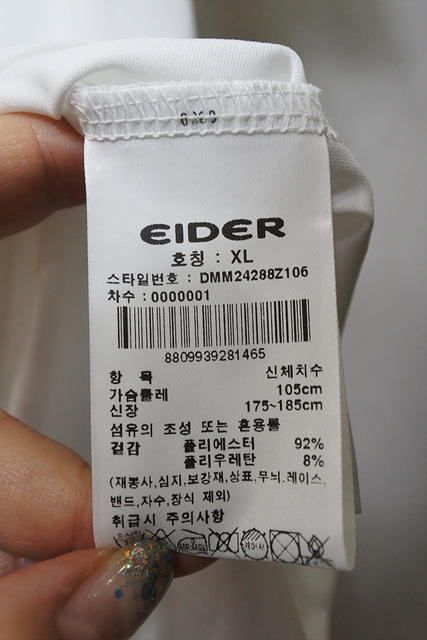 EIDER
호칭 : XL
스타일번호 : DMM24288Z106
차수 : 0000001
8809939281465
항 목 신체치수
가슴둘레 105cm
신장 175~185cm
섬유의 조성 또는 혼용률
겉감 폴리에스터 92%
폴리우레탄 8%
(재봉사,심지,보강재,상표,무늬,레이스,
밴드,자수,장식 제외)
취급시 주의사항